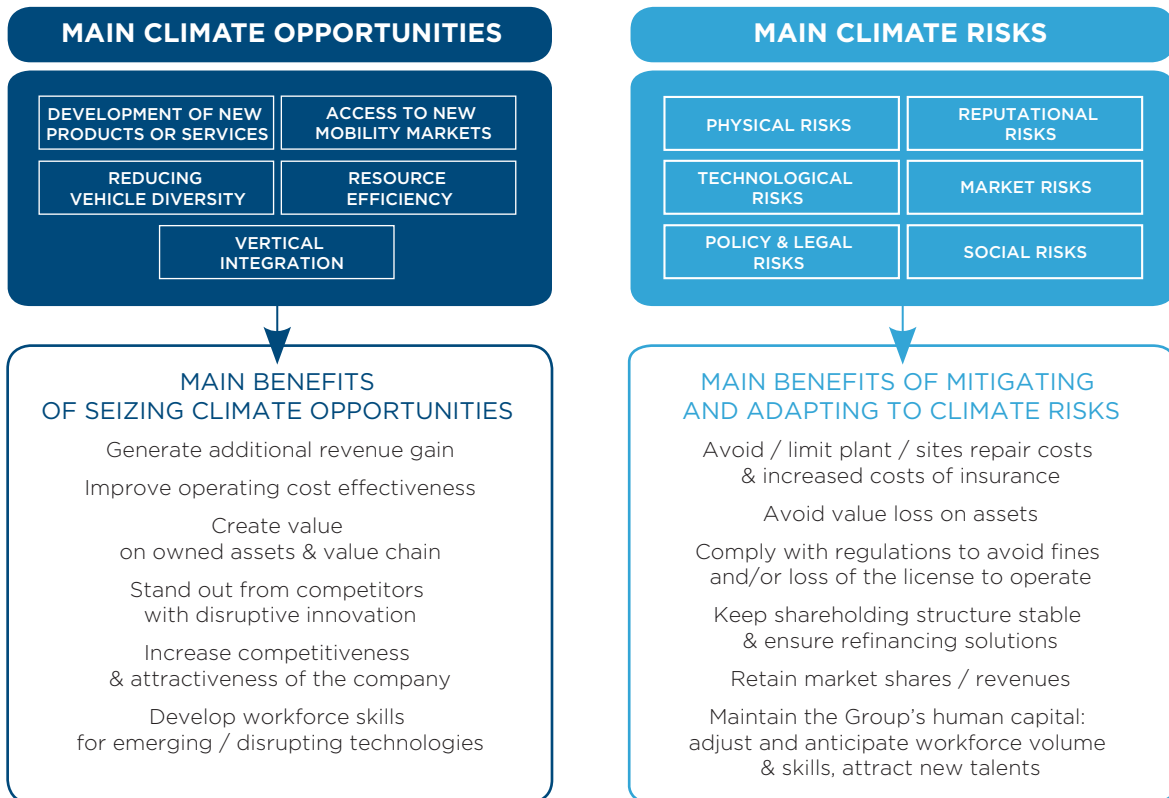 MAIN CLIMATE OPPORTUNITIES
DEVELOPMENT OF NEW
PRODUCTS OR SERVICES
ACCESS TO NEW
MOBILITY MARKETS
REDUCING
VEHICLE DIVERSITY
RESOURCE
EFFICIENCY
VERTICAL
INTEGRATION
MAIN BENEFITS
OF SEIZING CLIMATE OPPORTUNITIES
Generate additional revenue gain
Improve operating cost effectiveness
Create value
on owned assets & value chain
Stand out from competitors
with disruptive innovation
Increase competitiveness
& attractiveness of the company
Develop workforce skills
for emerging / disrupting technologies
MAIN CLIMATE RISKS
PHYSICAL RISKS
REPUTATIONAL
RISKS
TECHNOLOGICAL
RISKS
MARKET RISKS
POLICY & LEGAL
RISKS
SOCIAL RISKS
MAIN BENEFITS OF MITIGATING
AND ADAPTING TO CLIMATE RISKS
Avoid / limit plant / sites repair costs
& increased costs of insurance
Avoid value loss on assets
Comply with regulations to avoid fines
and/or loss of the license to operate
Keep shareholding structure stable
& ensure refinancing solutions
Retain market shares / revenues
Maintain the Group’s human capital:
adjust and anticipate workforce volume
& skills, attract new talents